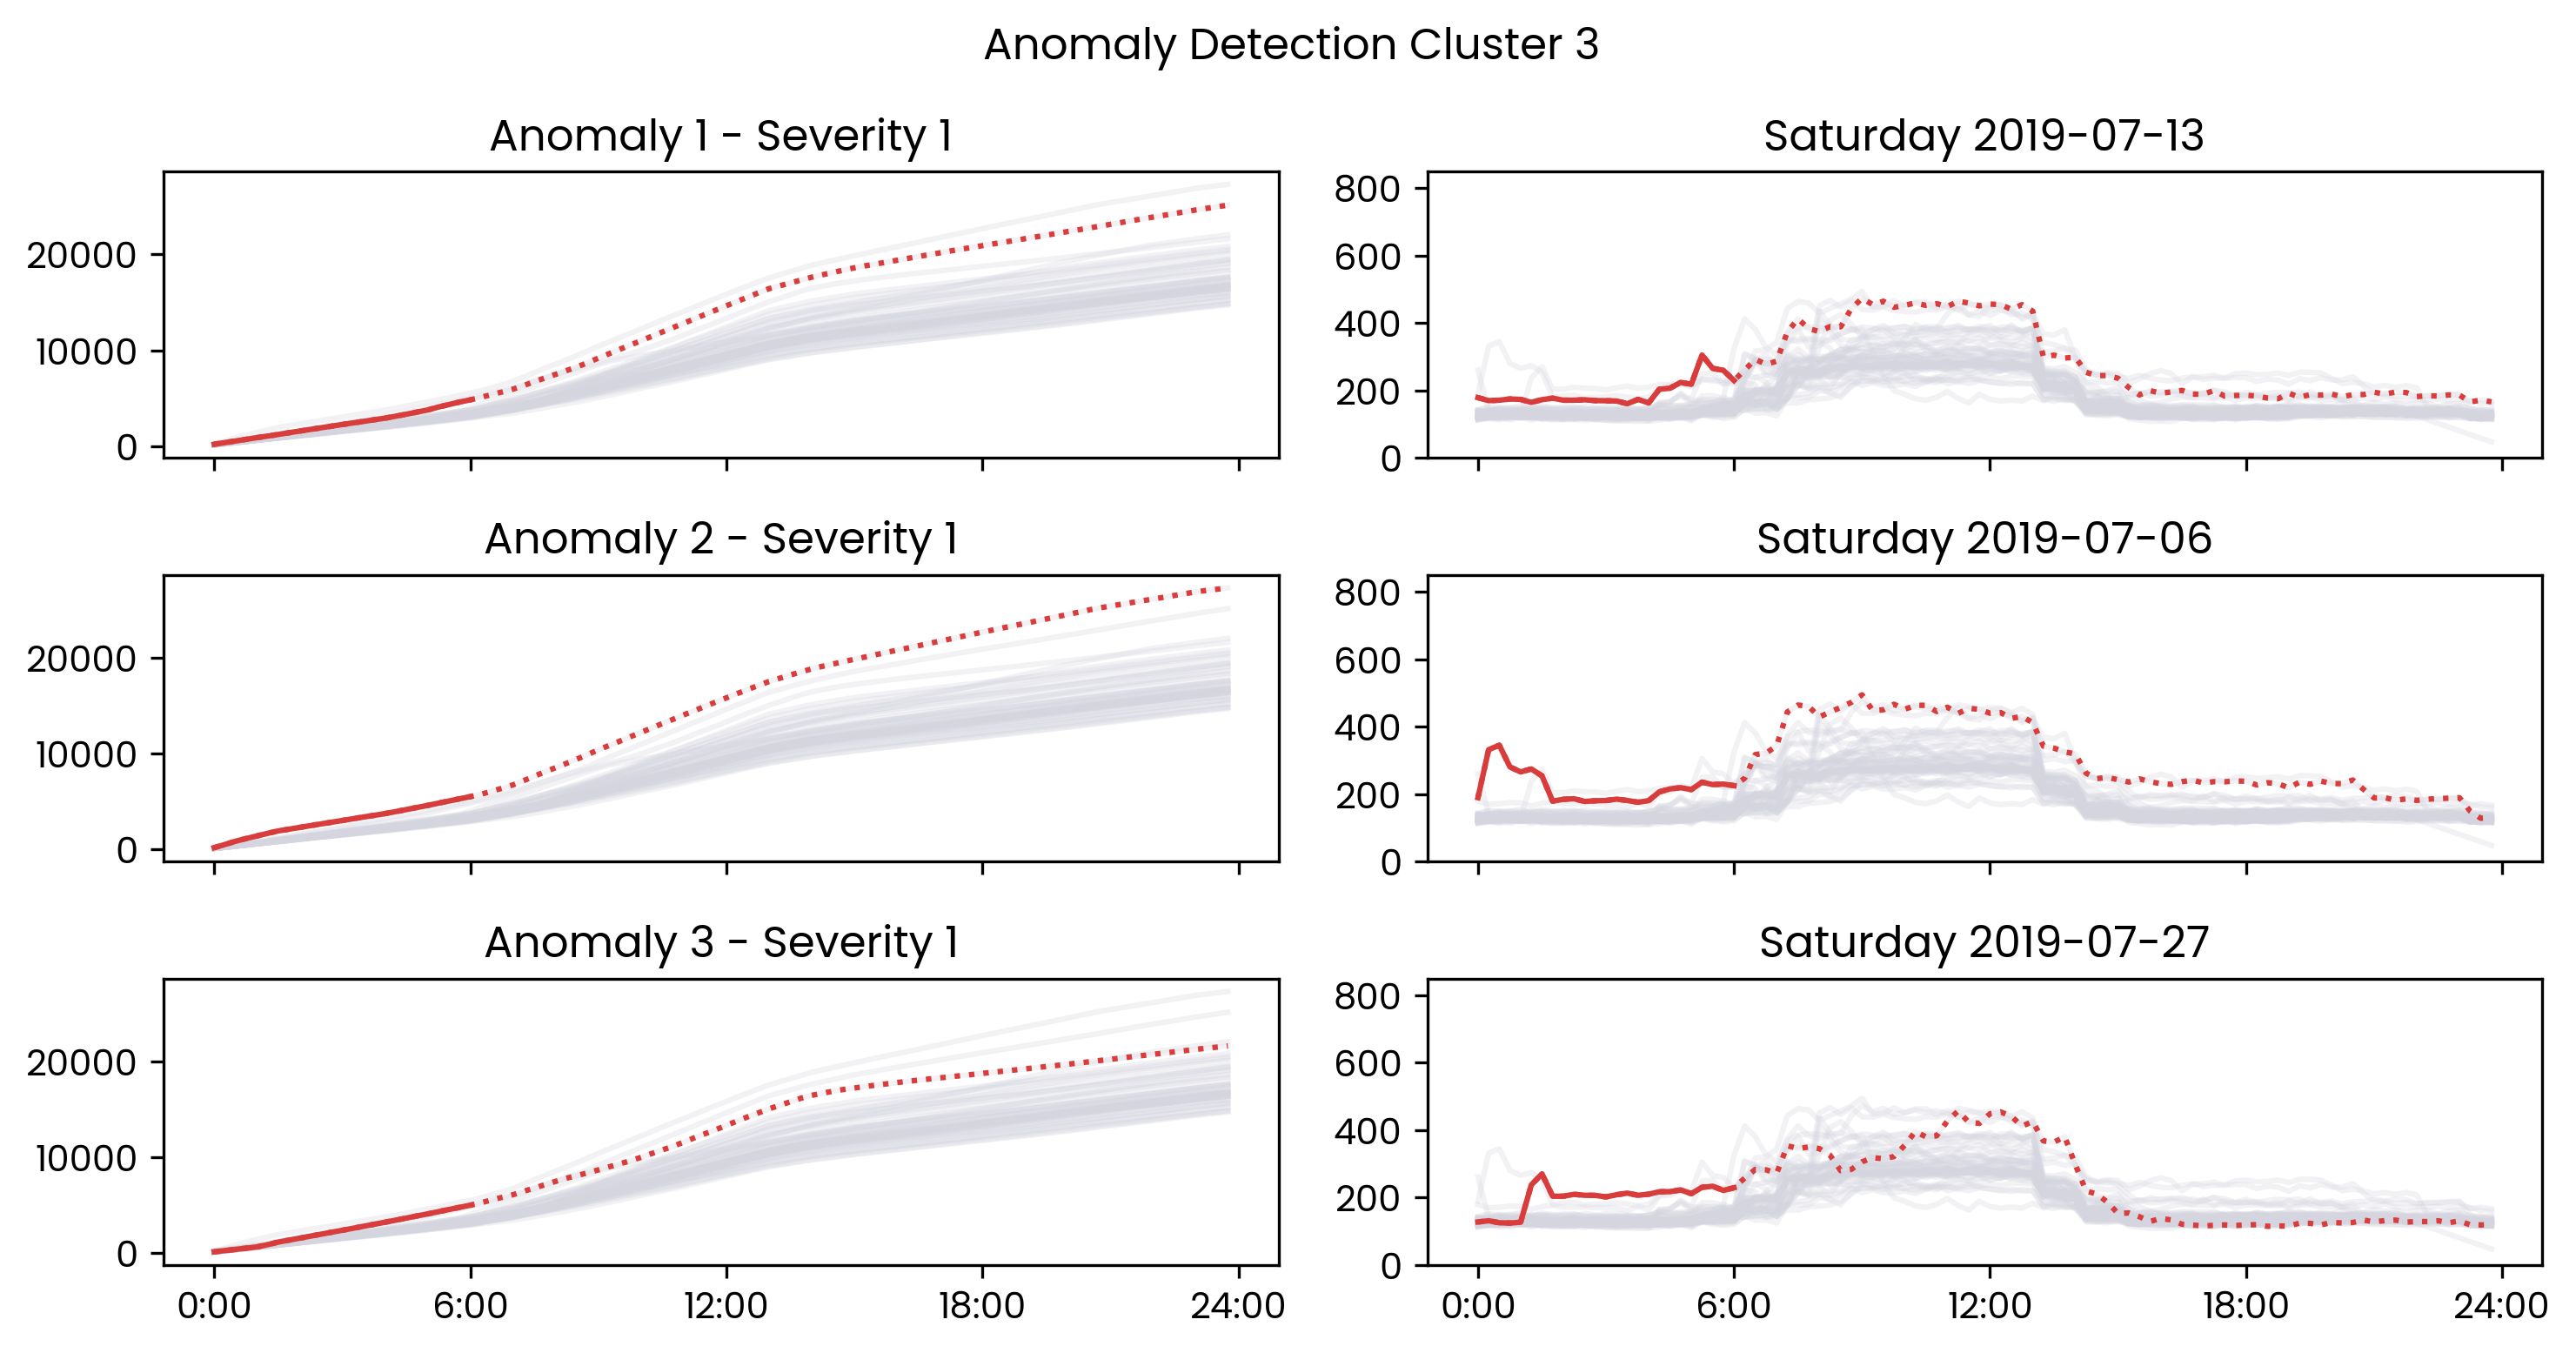 Anomaly Detection Cluster 3
Anomaly 1 - Severity 1
20000
10000
0
Saturday 2019-07-13
800
600
400
200
0
Anomaly 2 - Severity 1
20000
10000
0
Saturday 2019-07-06
800
600
400
200
0
Anomaly 3 - Severity 1
20000
10000
0
0:00 6:00 12:00 18:00 24:00
Saturday 2019-07-27
800
600
400
200
0
0:00 6:00 12:00 18:00 24:00